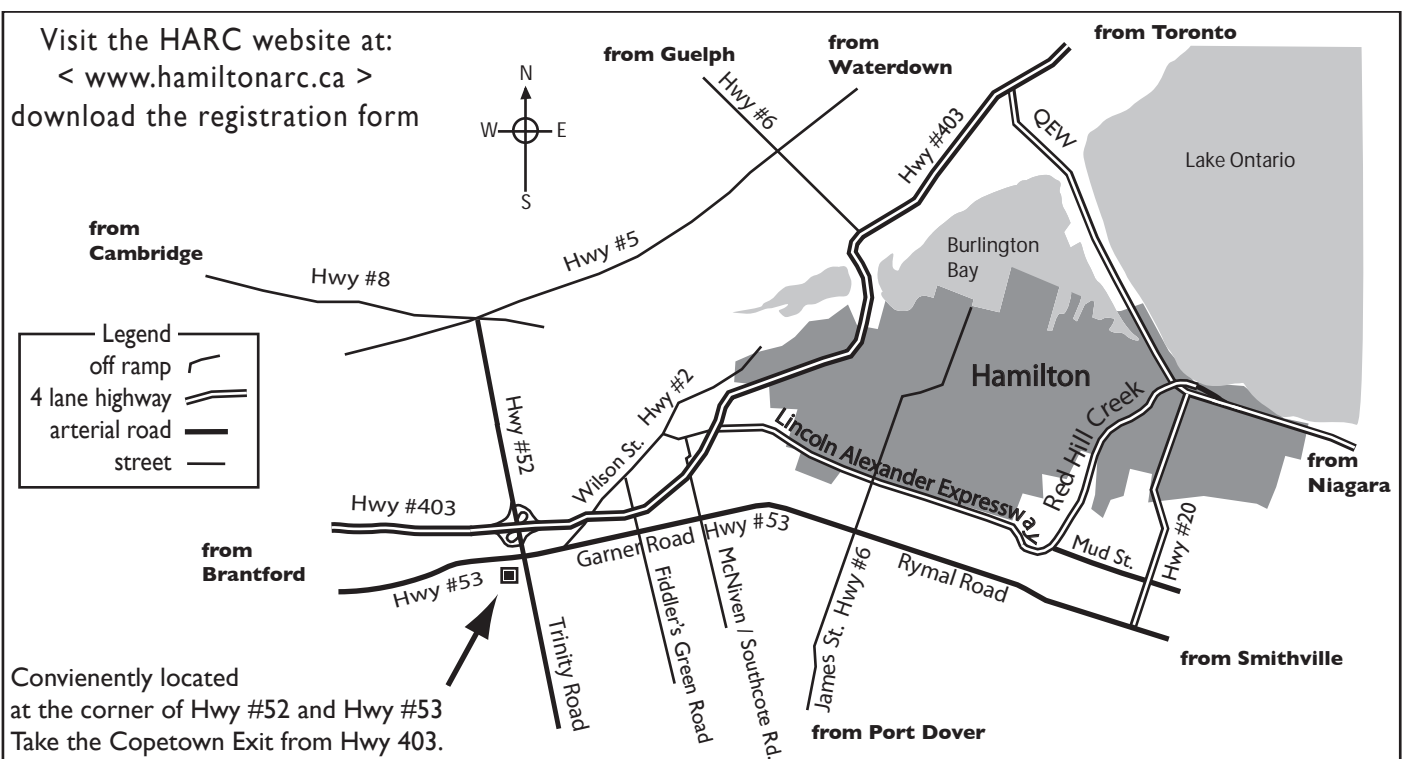 Visit the HARC website at:
< www.hamiltonarc.ca >
download the registration form
N
W
E
S
from Guelph
from
Waterdown
from Toronto
Hwy #6
Hwy #403
QEW
Lake Ontario
from
Cambridge
Hwy #8
Hwy #5
Burlington
Bay
Legend
off ramp
4 lane highway
arterial road
street
Hwy #52
Wilson St.
Hwy #2
Hamilton
Lincoln Alexander Expressway
Red Hill Creek
from
Niagara
Hwy #403
from
Brantford
Hwy #53
Garner Road
Hwy #53
Mud St.
Hwy #20
Rymal Road
Trinity Road
Fiddler's Green Road
McNiven / Southcote Rd.
James St. Hwy #6
from Smithville
from Port Dover
Convienently located
at the corner of Hwy #52 and Hwy #53
Take the Copetown Exit from Hwy 403.